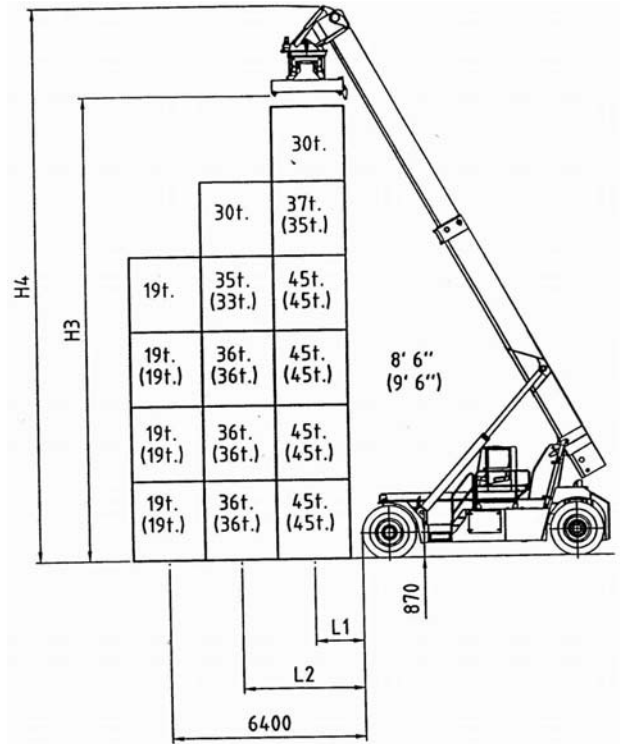 30t.
30t.
37t.
(35t.)
19t.
35t.
(33t.)
45t.
(45t.)
19t.
(19t.)
36t.
(36t.)
45t.
(45t.)
8' 6"
(9' 6")
19t.
(19t.)
36t.
(36t.)
45t.
(45t.)
19t.
(19t.)
36t.
(36t.)
45t.
(45t.)
H4
H3
870
L1
L2
6400